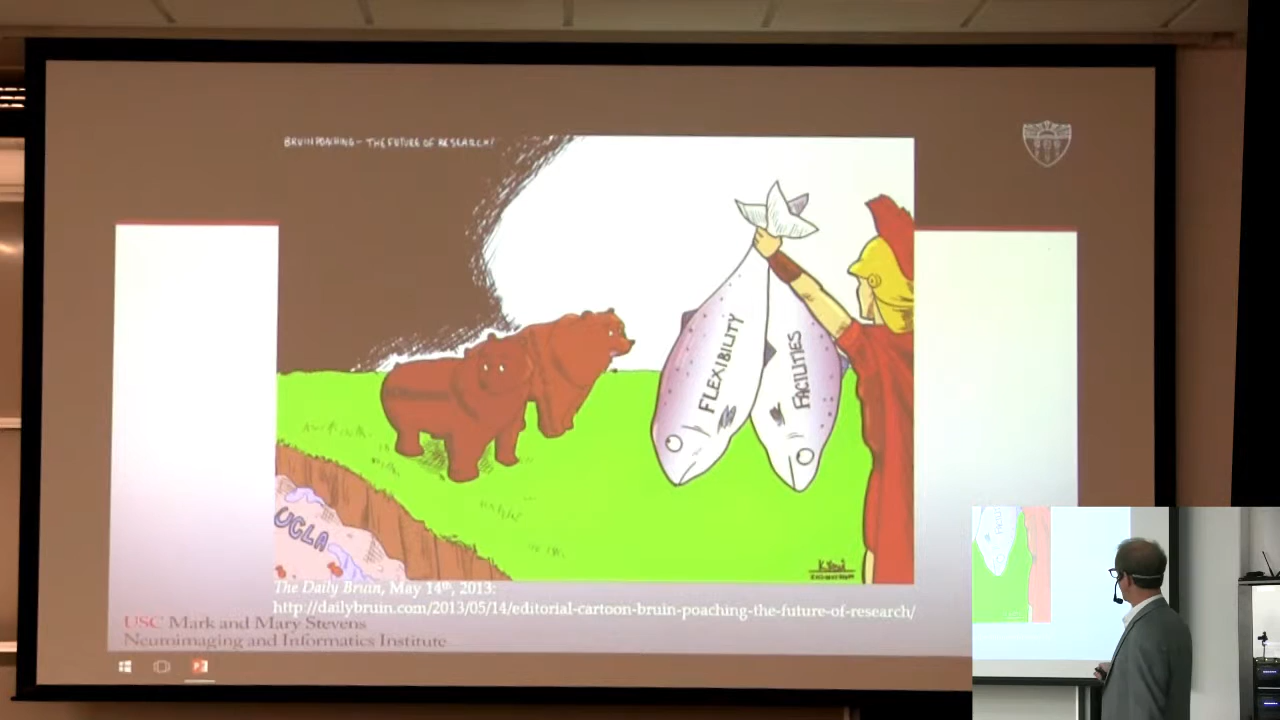 BRUIN POACHING - THE FUTURE OF RESEARCH?
FLEXIBILITY
FACILITIES
UCLA
The Daily Bruin, May 14th, 2013:
http://dailybruin.com/2013/05/14/editorial-cartoon-bruin-poaching-the-future-of-research/
USC Mark and Mary Stevens
Neuroimaging and Informatics Institute